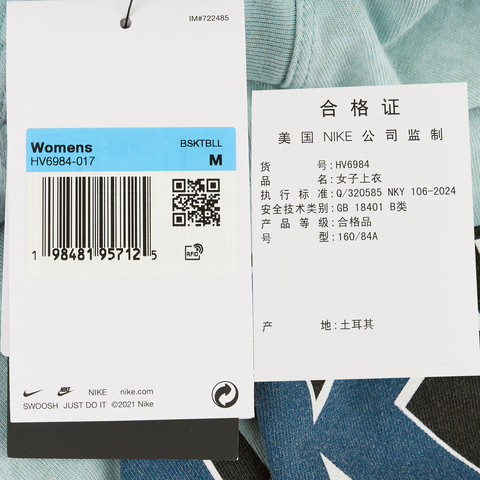 IM#722485
Womens
BSKTBLL
HV6984-017
M
1 98481 95712 5
RFID
NIKE nike.com
SWOOSH JUST DO IT ©2021 Nike
合格证
美国 NIKE 公司监制
货号:HV6984
品名:女子上衣
执行标准:Q/320585 NKY 106-2024
安全技术类别:GB 18401 B类
产品等级:合格品
号型:160/84A
产地:土耳其